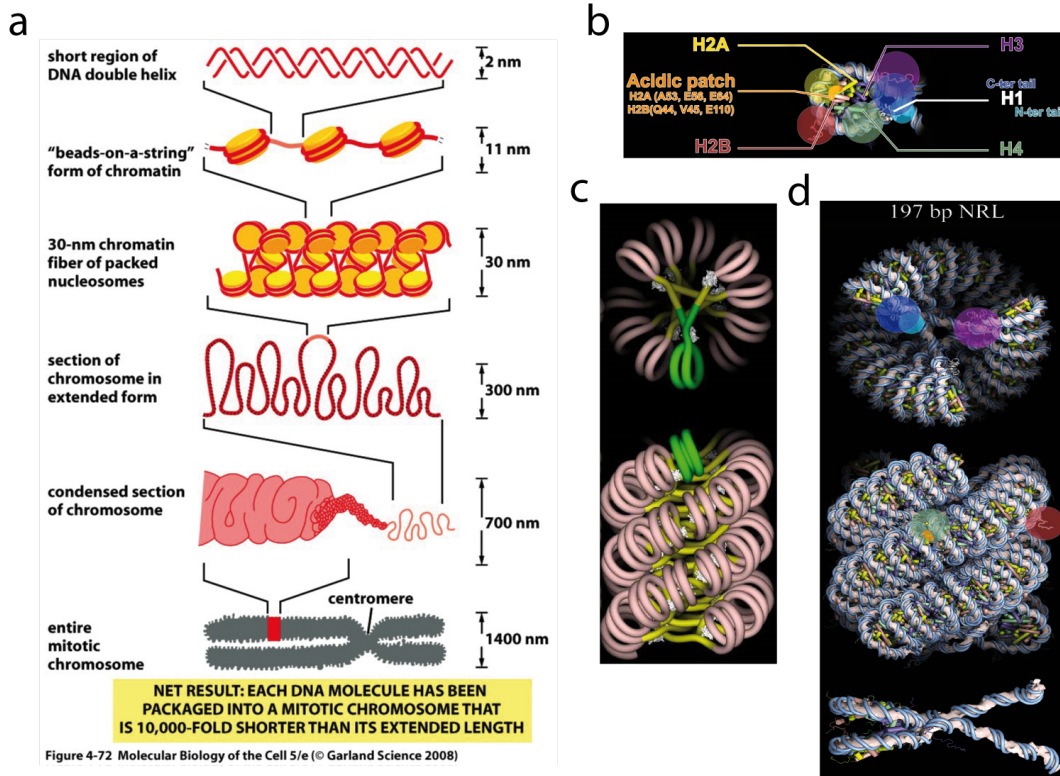 a
short region of
DNA double helix
2 nm
"beads-on-a-string"
form of chromatin
11 nm
30-nm chromatin
fiber of packed
nucleosomes
30 nm
section of
chromosome in
extended form
300 nm
condensed section
of chromosome
700 nm
centromere
entire
mitotic
chromosome
1400 nm
NET RESULT: EACH DNA MOLECULE HAS BEEN
PACKAGED INTO A MITOTIC CHROMOSOME THAT
IS 10,000-FOLD SHORTER THAN ITS EXTENDED LENGTH
Figure 4-72 Molecular Biology of the Cell 5/e (© Garland Science 2008)
b
H2A
H3
Acidic patch
H2A (A53, E56, E64)
H2B(Q44, V45, E110)
C-ter tail
H1
N-ter tail
H2B
H4
c
d
197 bp NRL